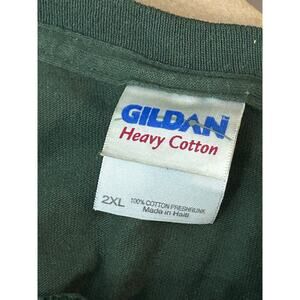 GILDAN
Heavy Cotton
2XL 100% COTTON PRESHRUNK
Made in Haiti